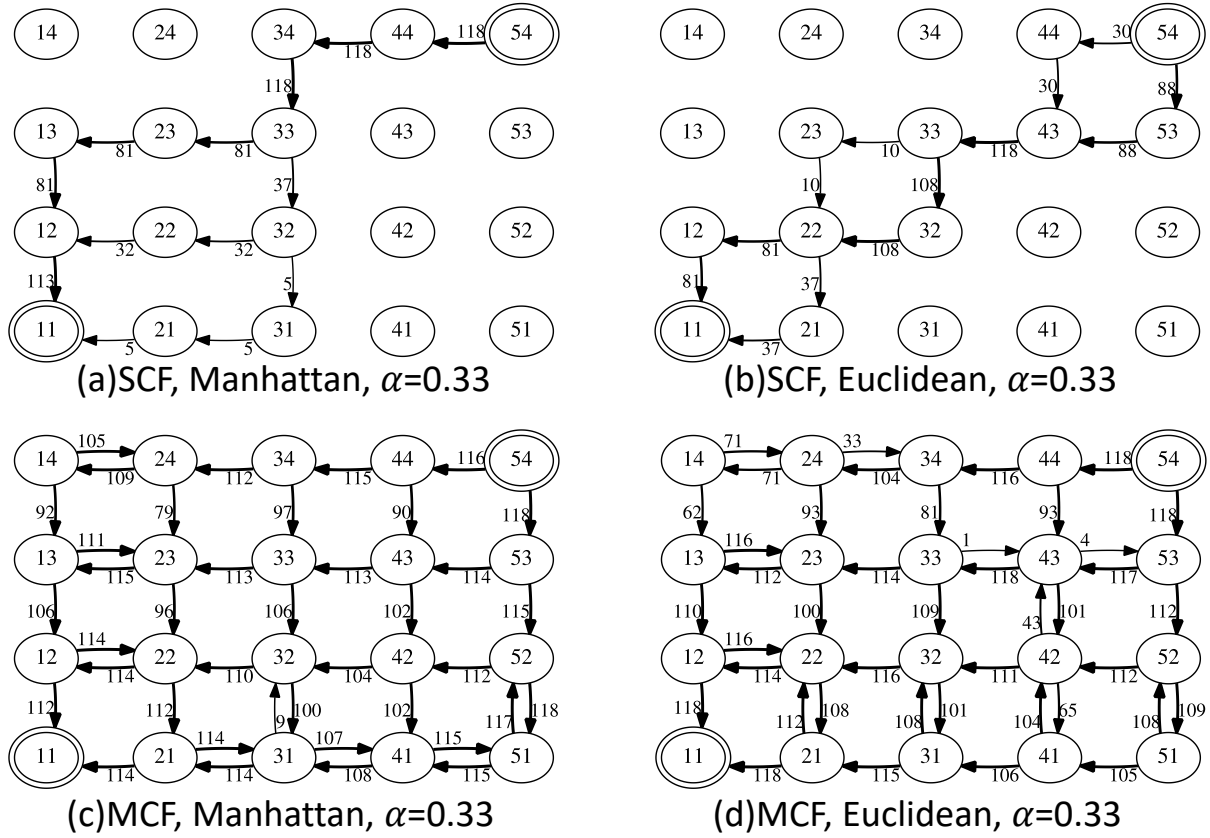 14 24 34 44 54
118 118
118
13 23 33 43 53
81 81
81 37
12 22 32 42 52
32 32
113 5
11 21 31 41 51
5 5
(a)SCF, Manhattan, 𝛼=0.33
14 24 34 44 54
30
30 88
13 23 33 43 53
10 118 88
10 108
12 22 32 42 52
81 108
81 37
11 21 31 41 51
37
(b)SCF, Euclidean, 𝛼=0.33
105
14 24 34 44 54
109 112 115 116
92 79 97 90 118
111
13 23 33 43 53
115 113 113 114
106 96 106 102 115
114
12 22 32 42 52
114 110 104 112
112 112 9 100 102 117 118
114 107 115
11 21 31 41 51
114 114 108 115
(c)MCF, Manhattan, 𝛼=0.33
71 33
14 24 34 44 54
71 104 116 118
62 93 81 93 118
116 1 4
13 23 33 43 53
112 114 118 117
110 100 109 43 101 112
116
12 22 32 42 52
114 116 111 112
118 112 108 108 101 104 65 108 109
11 21 31 41 51
118 115 106 105
(d)MCF, Euclidean, 𝛼=0.33